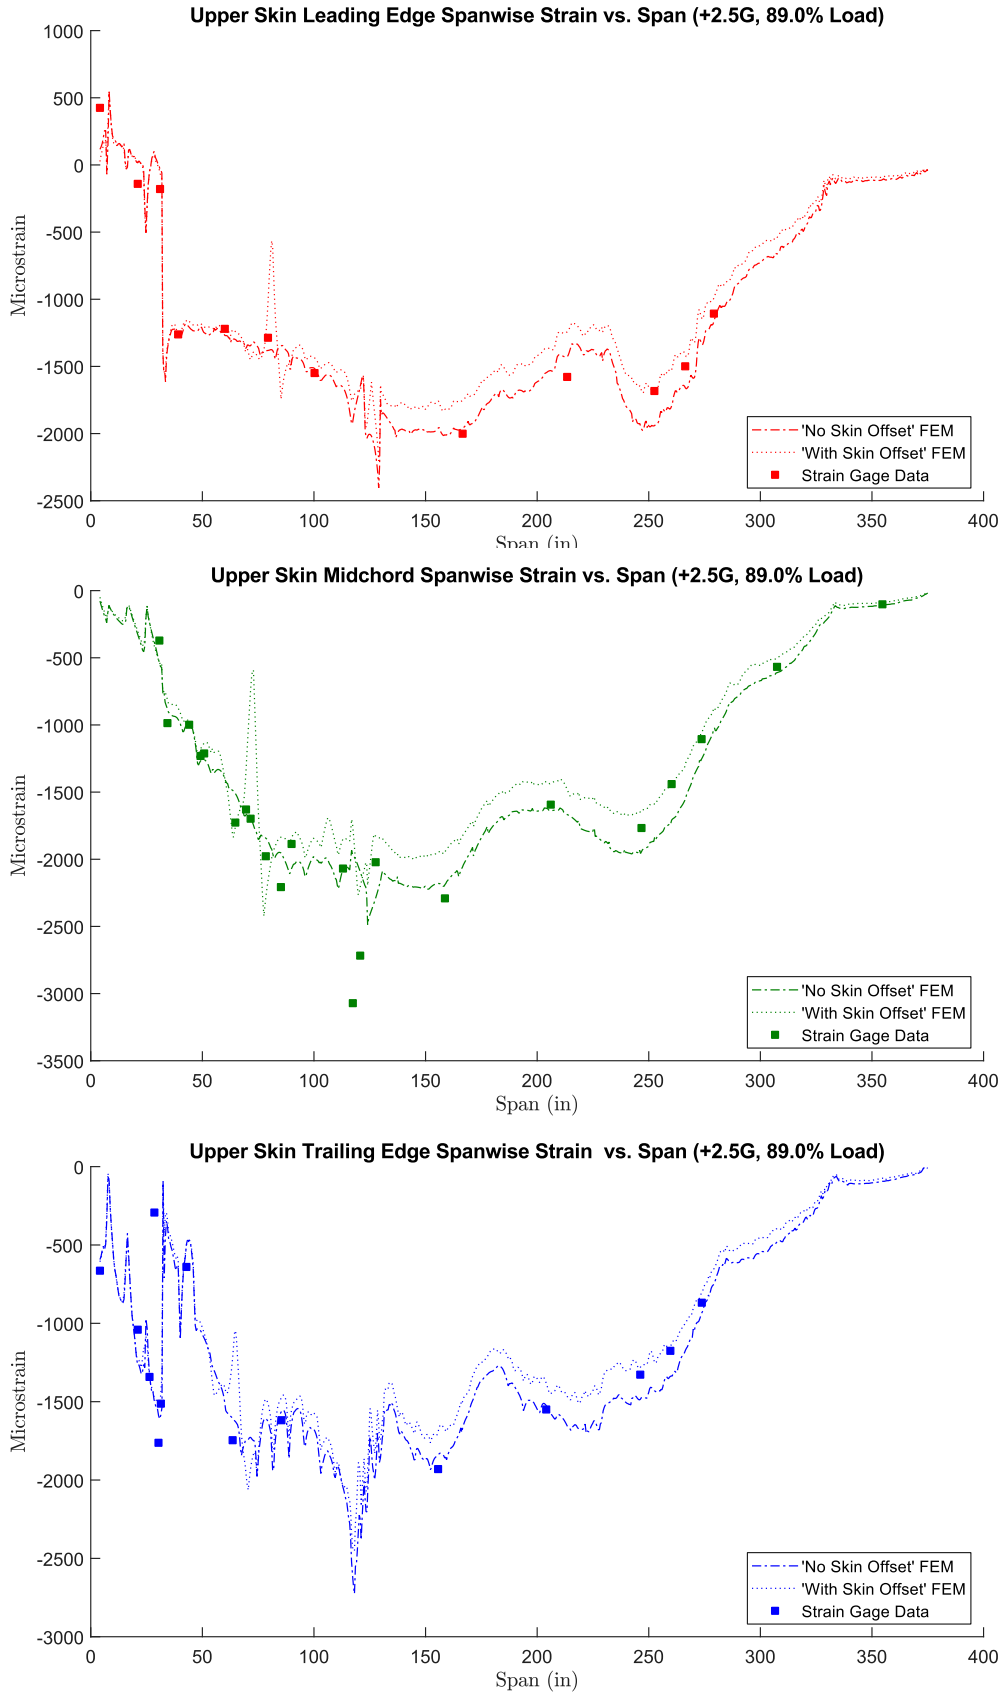 Upper Skin Leading Edge Spanwise Strain vs. Span (+2.5G, 89.0% Load)
1000
500
0
-500
-1000
-1500
-2000
-2500
Microstrain
'No Skin Offset' FEM
'With Skin Offset' FEM
Strain Gage Data
0 50 100 150 200 250 300 350 400
Span (in)
Upper Skin Midchord Spanwise Strain vs. Span (+2.5G, 89.0% Load)
0
-500
-1000
-1500
-2000
-2500
-3000
-3500
Microstrain
'No Skin Offset' FEM
'With Skin Offset' FEM
Strain Gage Data
0 50 100 150 200 250 300 350 400
Span (in)
Upper Skin Trailing Edge Spanwise Strain vs. Span (+2.5G, 89.0% Load)
0
-500
-1000
-1500
-2000
-2500
-3000
Microstrain
'No Skin Offset' FEM
'With Skin Offset' FEM
Strain Gage Data
0 50 100 150 200 250 300 350 400
Span (in)